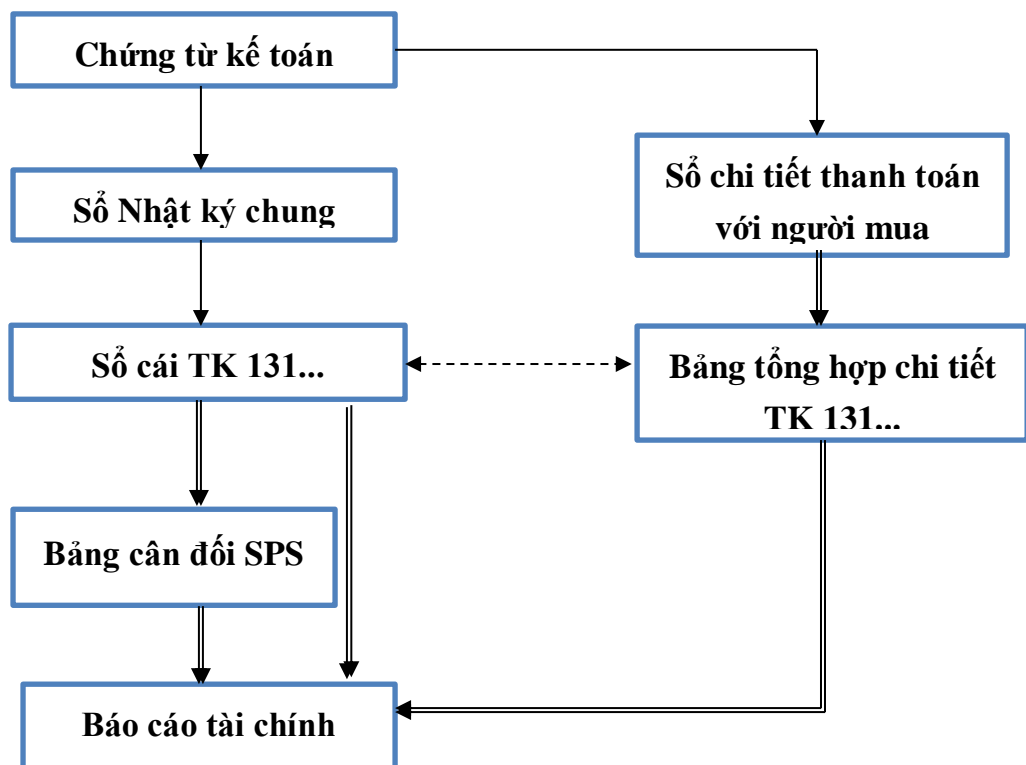 Chứng từ kế toán
Sổ Nhật ký chung
Sổ chi tiết thanh toán
với người mua
Sổ cái TK 131...
Bảng tổng hợp chi tiết
TK 131...
Bảng cân đối SPS
Báo cáo tài chính